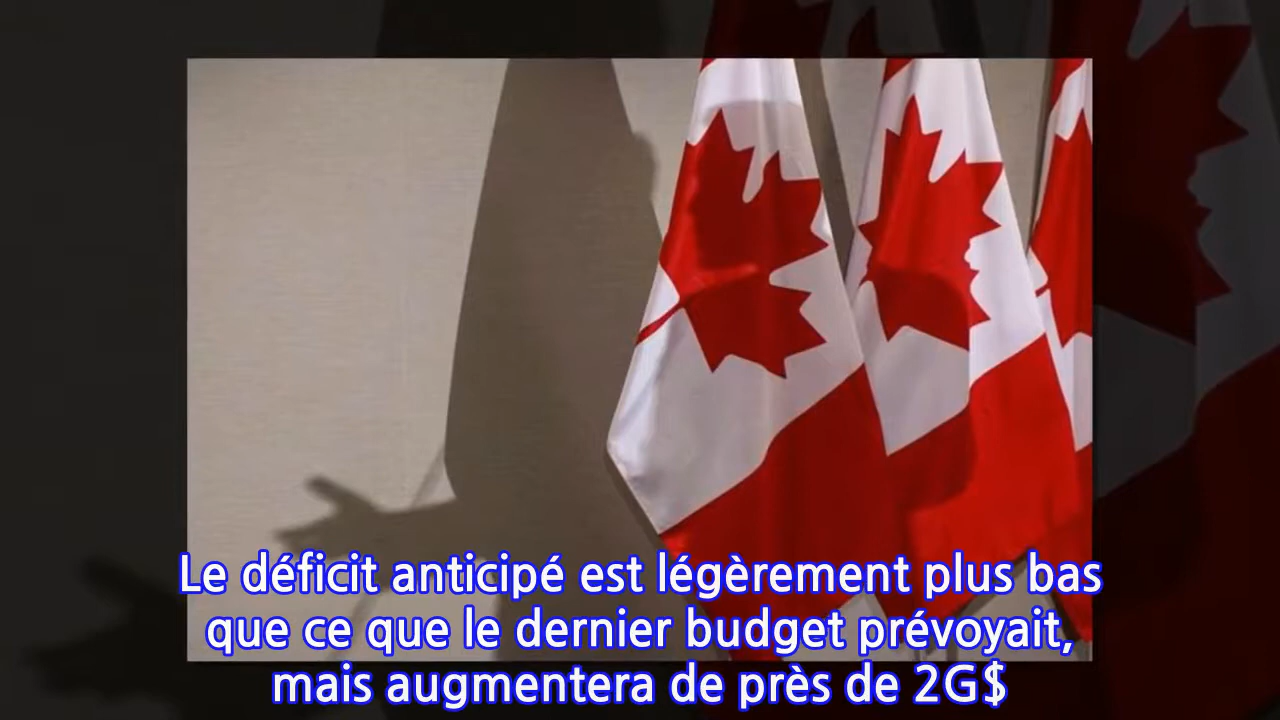 Le déficit anticipé est légèrement plus bas
que ce que le dernier budget prévoyait,
mais augmentera de près de 2G$